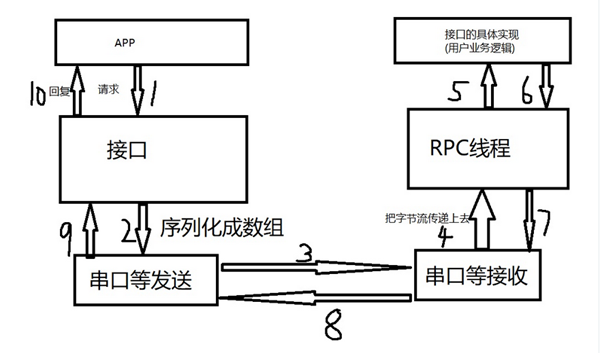 APP
接口的具体实现
(用户业务逻辑)
10 回复
请求 1
5
6
接口
RPC线程
9
2 序列化成数组
3
把字节流传递上去
4
7
串口等发送
串口等接收
8